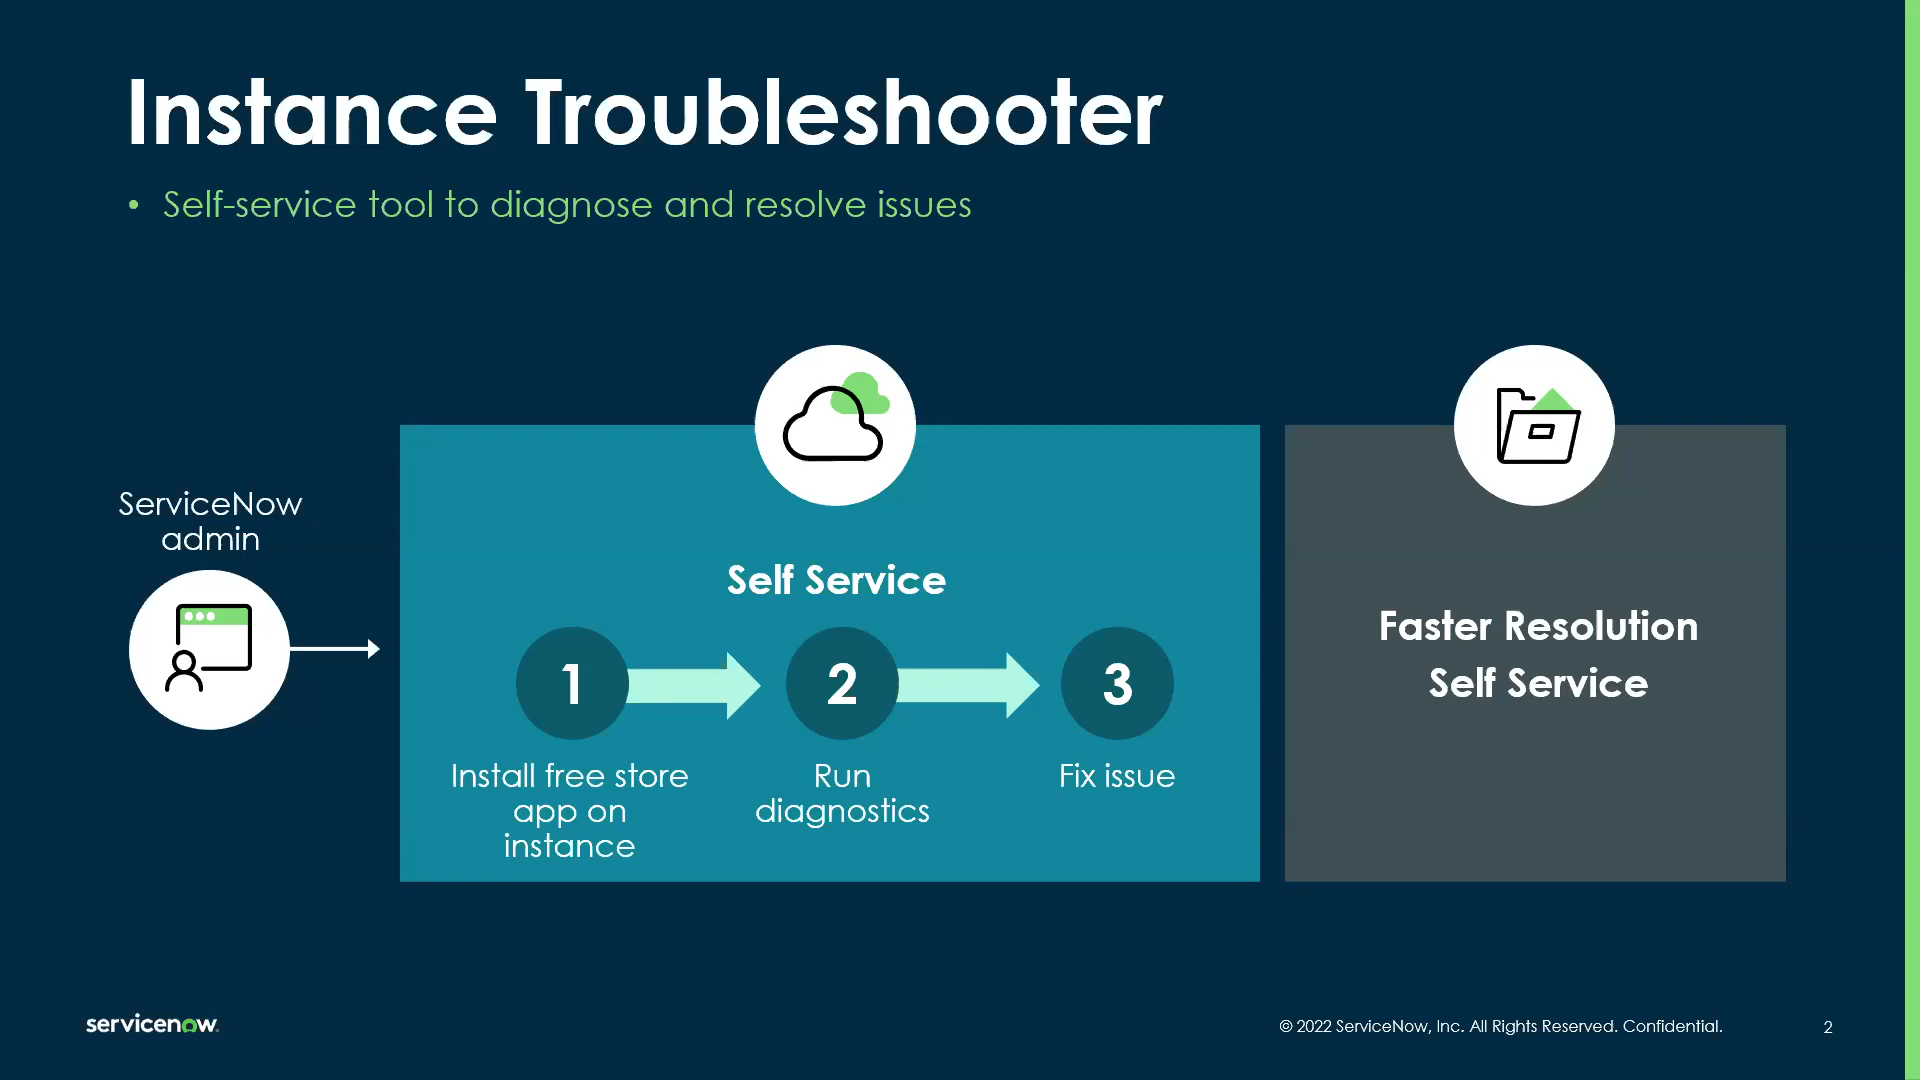 Instance Troubleshooter
• Self-service tool to diagnose and resolve issues
ServiceNow
admin
Self Service
1
2
3
Install free store
app on
instance
Run
diagnostics
Fix issue
Faster Resolution
Self Service
servicenow
© 2022 ServiceNow, Inc. All Rights Reserved. Confidential.
2